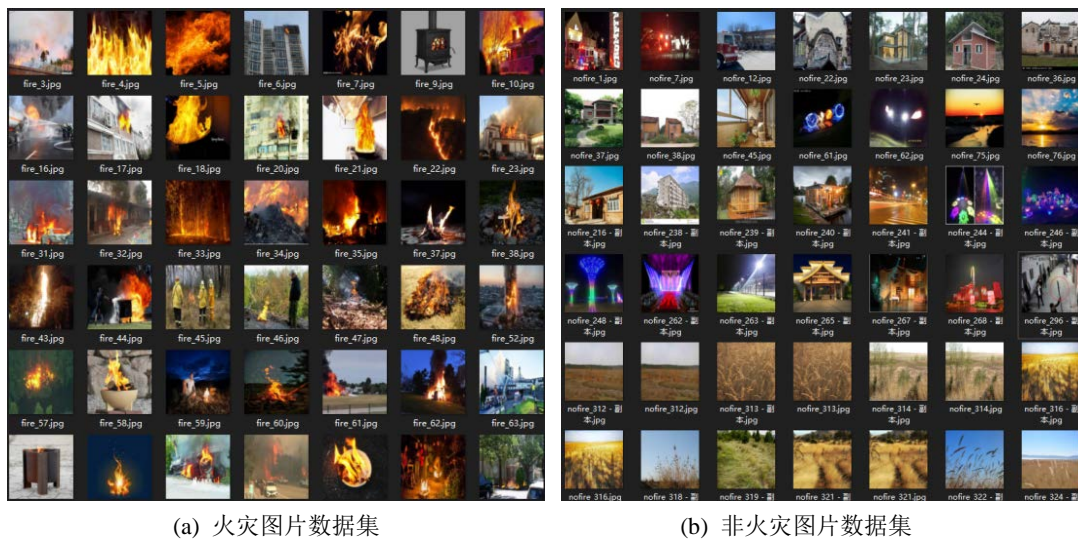 fire_3.jpg fire_4.jpg fire_5.jpg fire_6.jpg fire_7.jpg fire_9.jpg fire_10.jpg
fire_16.jpg fire_17.jpg fire_18.jpg fire_20.jpg fire_21.jpg fire_22.jpg fire_23.jpg
fire_31.jpg fire_32.jpg fire_33.jpg fire_34.jpg fire_35.jpg fire_37.jpg fire_38.jpg
fire_43.jpg fire_44.jpg fire_45.jpg fire_46.jpg fire_47.jpg fire_48.jpg fire_52.jpg
fire_57.jpg fire_58.jpg fire_59.jpg fire_60.jpg fire_61.jpg fire_62.jpg fire_63.jpg
(a) 火灾图片数据集
nofire_1.jpg nofire_7.jpg nofire_12.jpg nofire_22.jpg nofire_23.jpg nofire_24.jpg nofire_36.jpg
nofire_37.jpg nofire_38.jpg nofire_45.jpg nofire_61.jpg nofire_62.jpg nofire_75.jpg nofire_76.jpg
nofire_216 - 副 nofire_238 - 副 nofire_239 - 副 nofire_240 - 副 nofire_241 - 副 nofire_244 - 副 nofire_246 - 副
本.jpg 本.jpg 本.jpg 本.jpg 本.jpg 本.jpg 本.jpg
nofire_248 - 副 nofire_262 - 副 nofire_263 - 副 nofire_265 - 副 nofire_267 - 副 nofire_268 - 副 nofire_296 - 副
本.jpg 本.jpg 本.jpg 本.jpg 本.jpg 本.jpg 本.jpg
nofire_312 - 副 nofire_312.jpg nofire_313 - 副 nofire_313.jpg nofire_314 - 副 nofire_314.jpg nofire_316 - 副
本.jpg 本.jpg 本.jpg 本.jpg
nofire_316.jpg nofire_318 - 副 nofire_319 - 副 nofire_321 - 副 nofire_321.jpg nofire_322 - 副 nofire_324 - 副
(b) 非火灾图片数据集